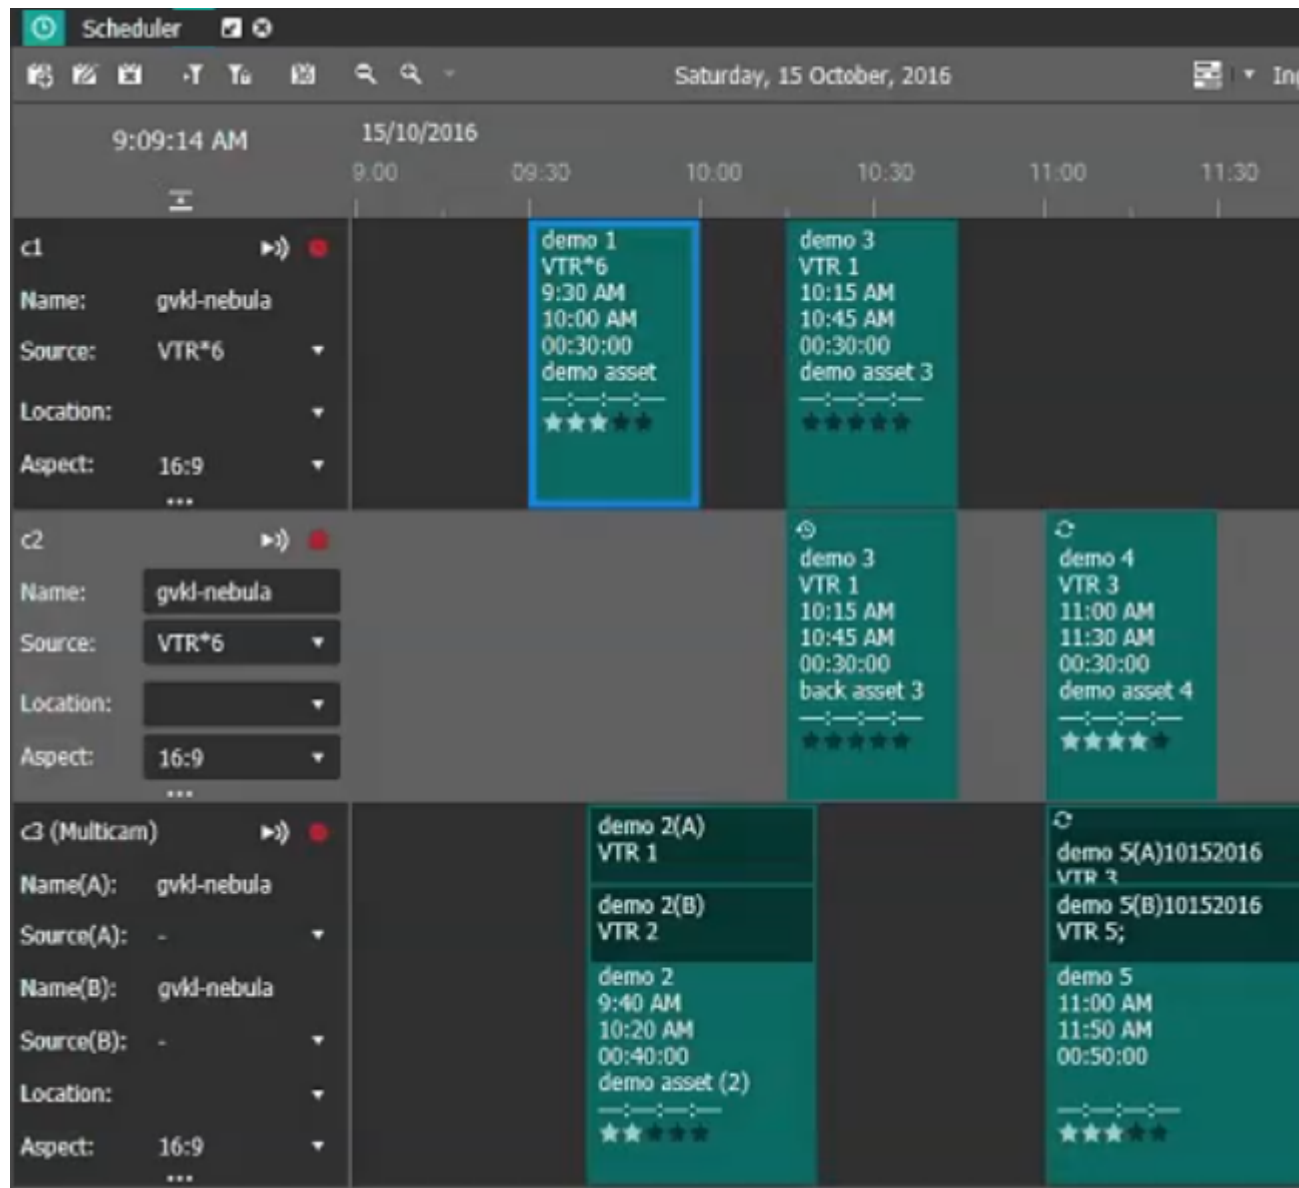 Scheduler
Saturday, 15 October, 2016
9:09:14 AM
15/10/2016
9:00 09:30 10:00 10:30 11:00 11:30
c1
Name: gvkl-nebula
Source: VTR*6
Location:
Aspect: 16:9
demo 1
VTR*6
9:30 AM
10:00 AM
00:30:00
demo asset
--:--:--:--
demo 3
VTR 1
10:15 AM
10:45 AM
00:30:00
demo asset 3
--:--:--:--
c2
Name: gvkl-nebula
Source: VTR*6
Location:
Aspect: 16:9
demo 3
VTR 1
10:15 AM
10:45 AM
00:30:00
back asset 3
--:--:--:--
demo 4
VTR 3
11:00 AM
11:30 AM
00:30:00
demo asset 4
--:--:--:--
c3 (Multicam)
Name(A): gvkl-nebula
Source(A): -
Name(B): gvkl-nebula
Source(B): -
Location:
Aspect: 16:9
demo 2(A)
VTR 1
demo 2(B)
VTR 2
demo 2
9:40 AM
10:20 AM
00:40:00
demo asset (2)
--:--:--:--
demo 5(A)10152016
VTR 3
demo 5(B)10152016
VTR 5;
demo 5
11:00 AM
11:50 AM
00:50:00
--:--:--:--